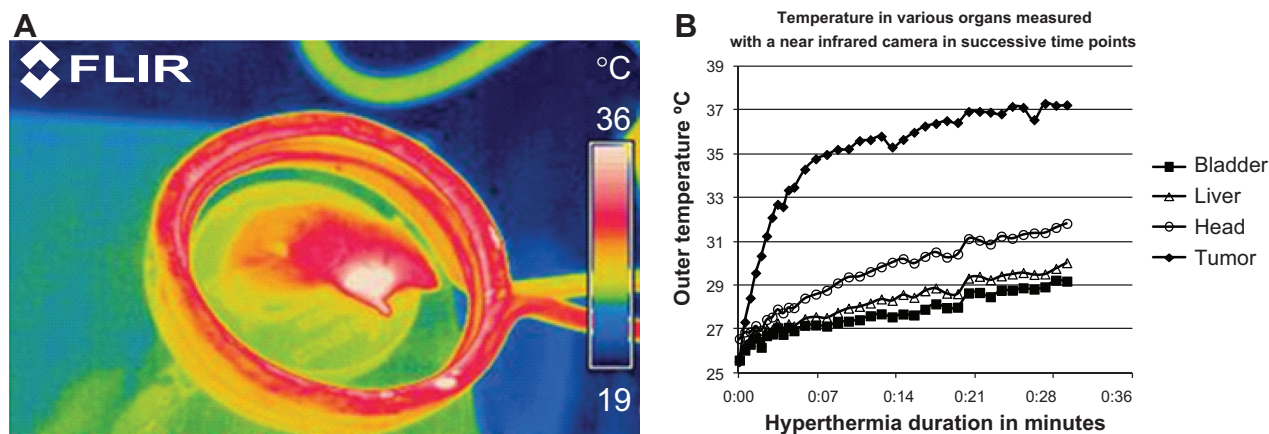 A
FLIR
°C
36
19
B
Temperature in various organs measured
with a near infrared camera in successive time points
Outer temperature ºC
39
37
35
33
31
29
27
25
0:00 0:07 0:14 0:21 0:28 0:36
Hyperthermia duration in minutes
Bladder
Liver
Head
Tumor